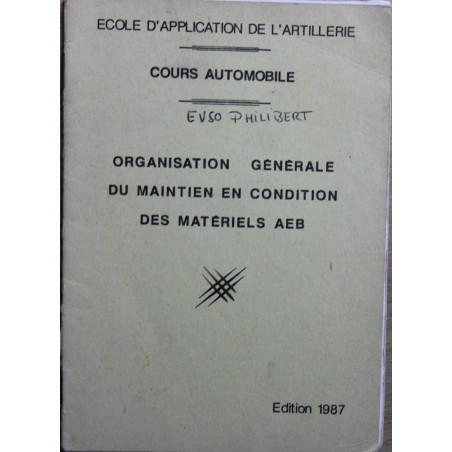 ECOLE D'APPLICATION DE L'ARTILLERIE
COURS AUTOMOBILE
EVSO PHILIBERT
ORGANISATION GÉNÉRALE
DU MAINTIEN EN CONDITION
DES MATÉRIELS AEB
Edition 1987